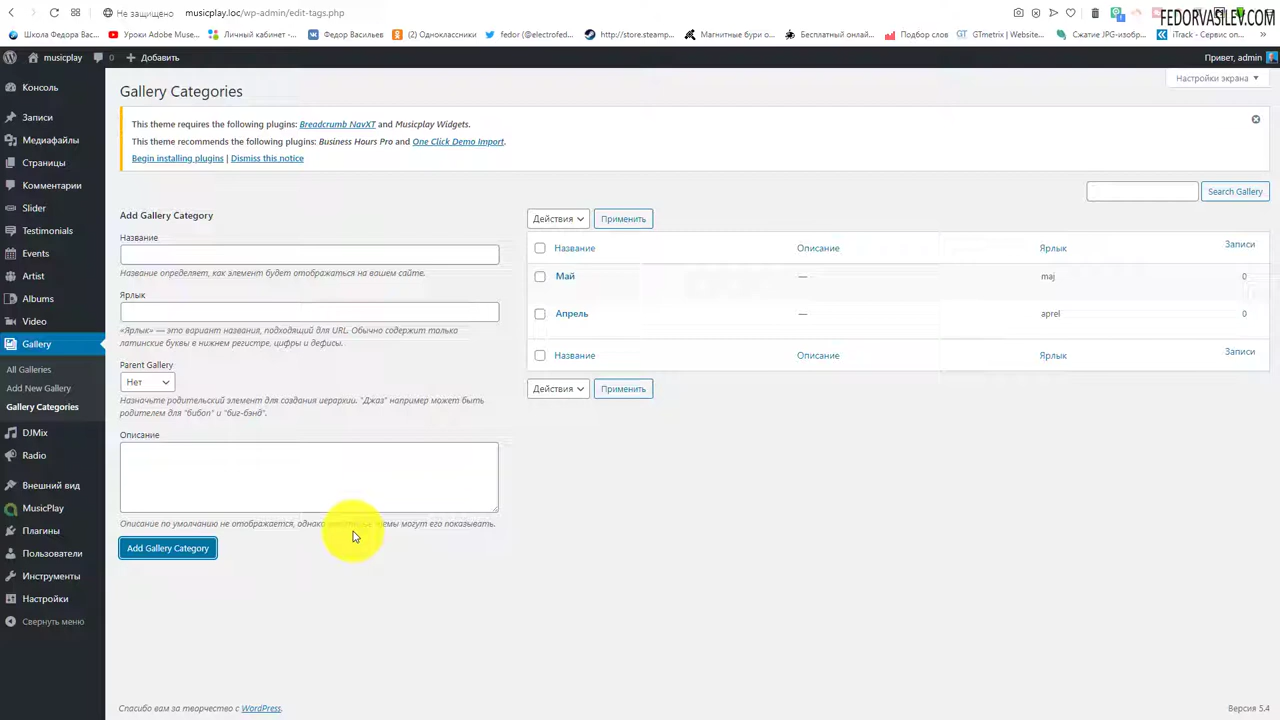 Не защищено musicplay.loc/wp-admin/edit-tags.php
FEDORVASILEV.COM
Школа Федора Вас...
Уроки Adobe Muse...
Личный кабинет -...
Федор Васильев
(2) Одноклассники
fedor (@electrofed...
http://store.steamp...
Магнитные бури о...
Бесплатный онлай...
Подбор слов
GTmetrix | Website...
Сжатие JPG-изобр...
iTrack - Сервис оп...
musicplay 0 Добавить
Привет, admin
Консоль
Записи
Медиафайлы
Страницы
Комментарии
Slider
Testimonials
Events
Artist
Albums
Video
Gallery
All Galleries
Add New Gallery
Gallery Categories
DJMix
Radio
Внешний вид
MusicPlay
Плагины
Пользователи
Инструменты
Настройки
Свернуть меню
Настройки экрана
Gallery Categories
This theme requires the following plugins: Breadcrumb NavXT and Musicplay Widgets.
This theme recommends the following plugins: Business Hours Pro and One Click Demo Import.
Begin installing plugins | Dismiss this notice
Search Gallery
Add Gallery Category
Название
Название определяет, как элемент будет отображаться на вашем сайте.
Ярлык
«Ярлык» — это вариант названия, подходящий для URL. Обычно содержит только
латинские буквы в нижнем регистре, цифры и дефисы.
Parent Gallery
Нет
Назначьте родительский элемент для создания иерархии. "Джаз" например может быть
родителем для "бибоп" и "биг-бэнд".
Описание
Описание по умолчанию не отображается, однако темы могут его показывать.
Add Gallery Category
Действия Применить
Название Описание Ярлык Записи
Май — maj 0
Апрель — aprel 0
Название Описание Ярлык Записи
Действия Применить
Спасибо вам за творчество с WordPress.
Версия 5.4